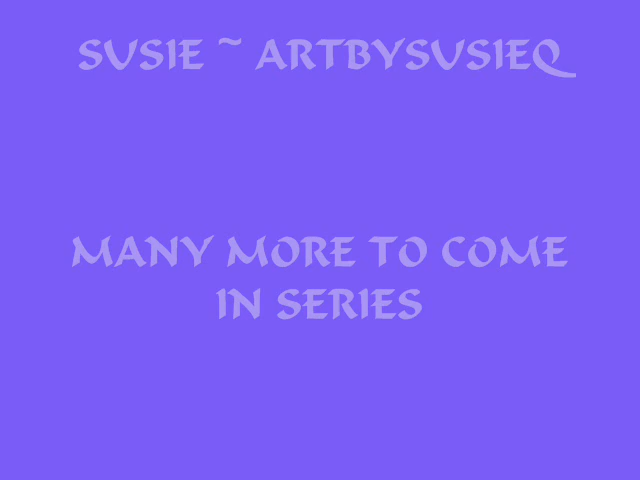 SUSIE ~ ARTBYSUSIEQ
MANY MORE TO COME
IN SERIES